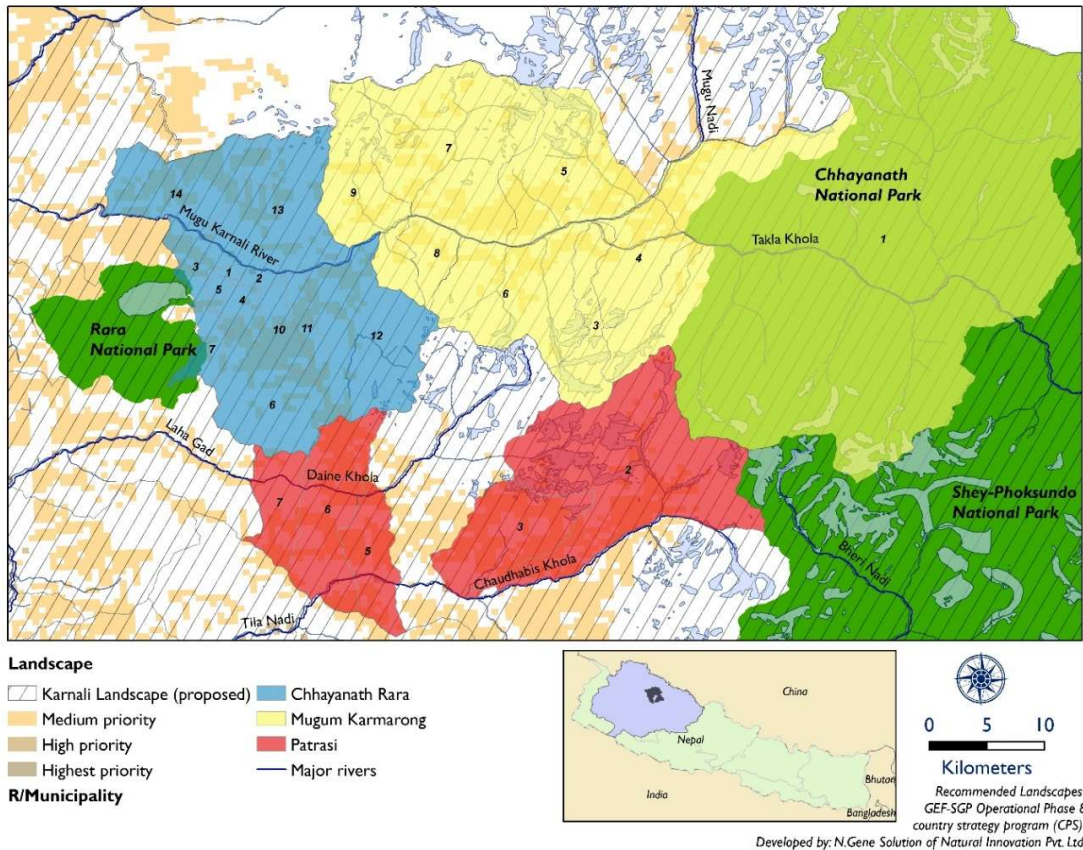 Mugu Nadi
7
5
Chhayanath
National Park
14
9
13
Mugu Karnali River
8
4
Takla Khola
1
3
1
2
5
4
6
3
10
11
12
Rara
National Park
7
6
Laha Gad
Daine Khola
2
7
6
3
5
Shey-Phoksundo
National Park
Bheri Nadi
Chaudhabis Khola
Tila Nadi
Landscape
Karnali Landscape (proposed)
Medium priority
High priority
Highest priority
R/Municipality
Chhayanath Rara
Mugum Karmarong
Patrasi
Major rivers
China
Nepal
India
Bhutan
Bangladesh
0 5 10
Kilometers
Recommended Landscapes
GEF-SGP Operational Phase 8
country strategy program (CPS)
Developed by: N.Gene Solution of Natural Innovation Pvt. Ltd